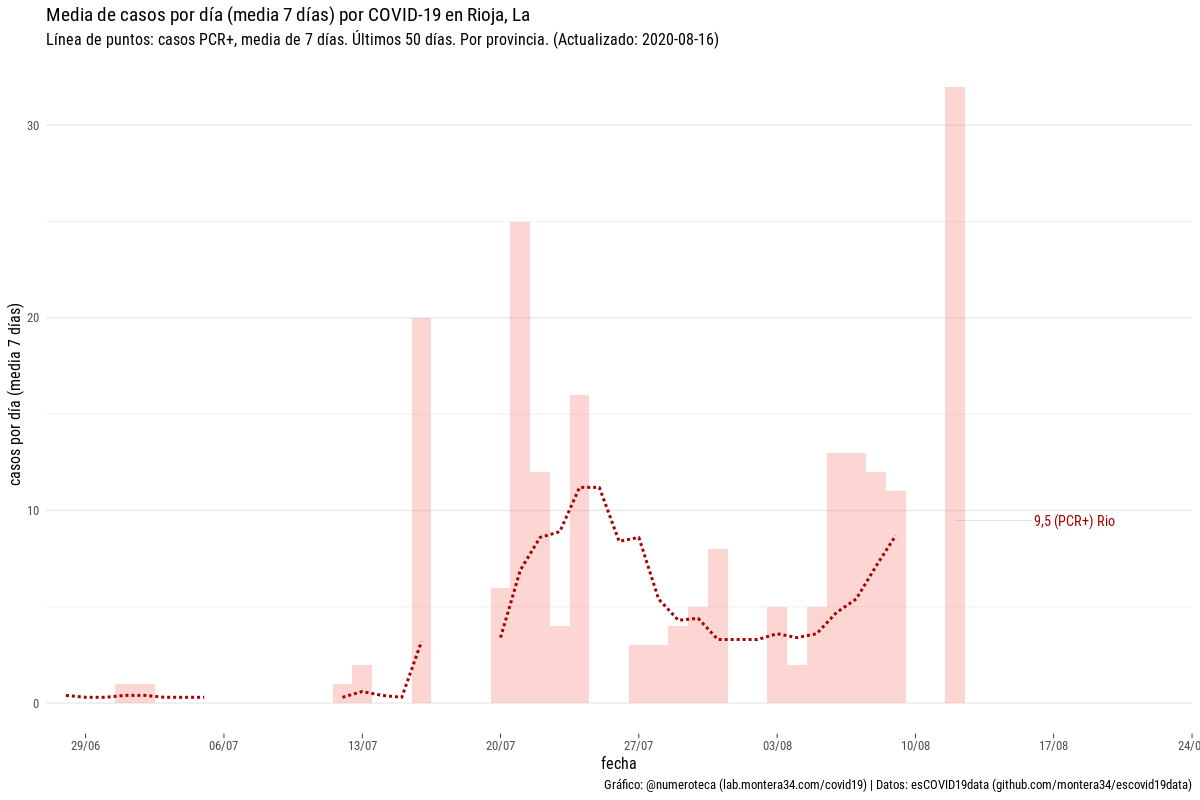 Media de casos por día (media 7 días) por COVID-19 en Rioja, La
Línea de puntos: casos PCR+, media de 7 días. Últimos 50 días. Por provincia. (Actualizado: 2020-08-16)
casos por día (media 7 días)
30
20
10
0
9,5 (PCR+) Rio
29/06
06/07
13/07
20/07
27/07
03/08
10/08
17/08
24/0
fecha
Gráfico: @numeroteca (lab.montera34.com/covid19) | Datos: esCOVID19data (github.com/montera34/escovid19data)